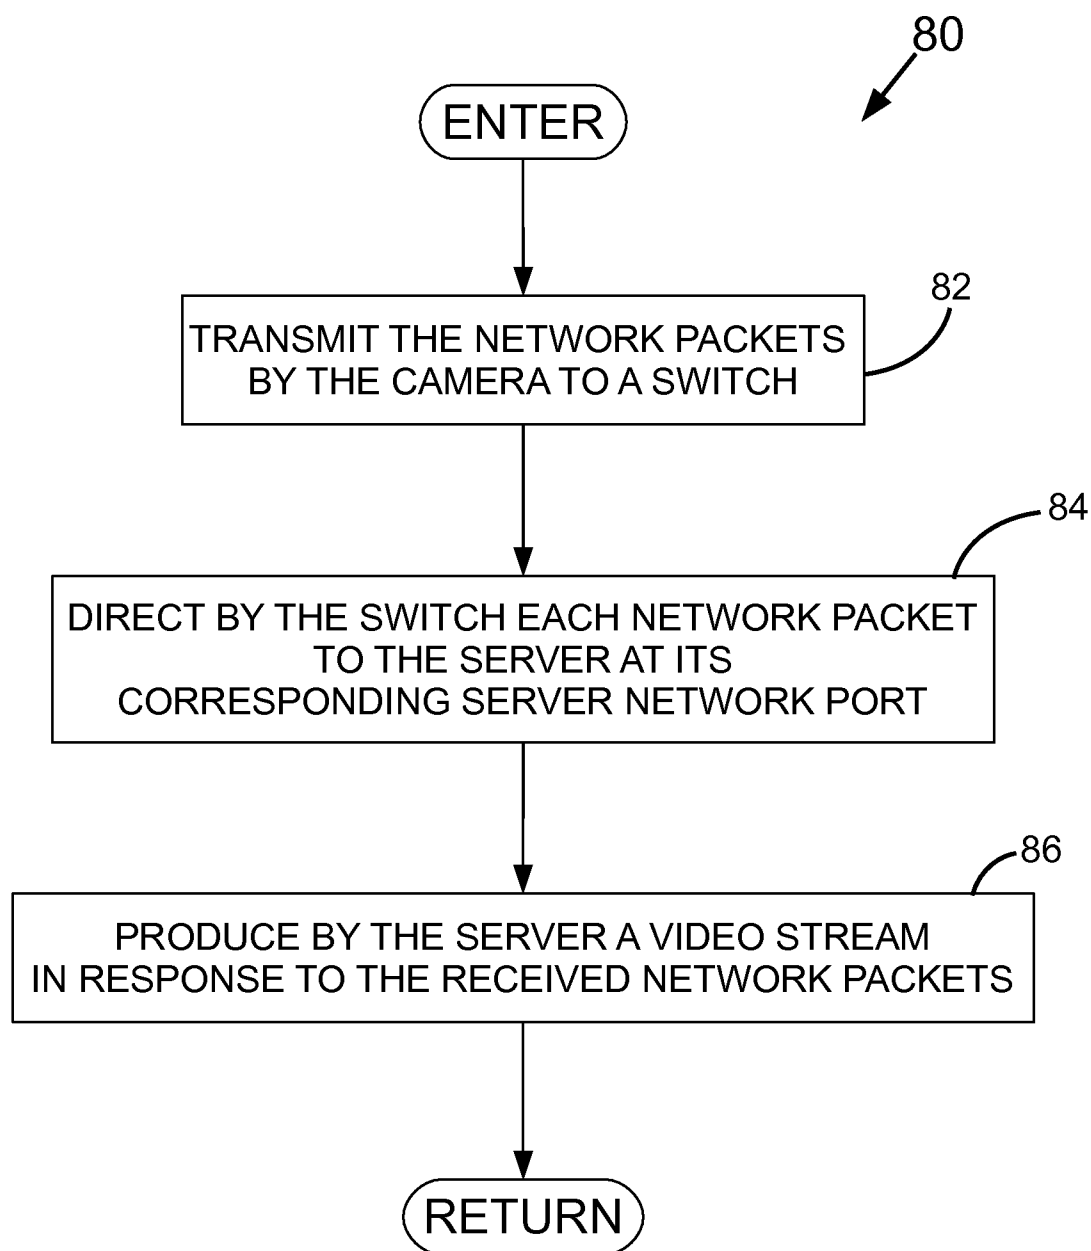 80
ENTER
82
TRANSMIT THE NETWORK PACKETS
BY THE CAMERA TO A SWITCH
84
DIRECT BY THE SWITCH EACH NETWORK PACKET
TO THE SERVER AT ITS
CORRESPONDING SERVER NETWORK PORT
86
PRODUCE BY THE SERVER A VIDEO STREAM
IN RESPONSE TO THE RECEIVED NETWORK PACKETS
RETURN